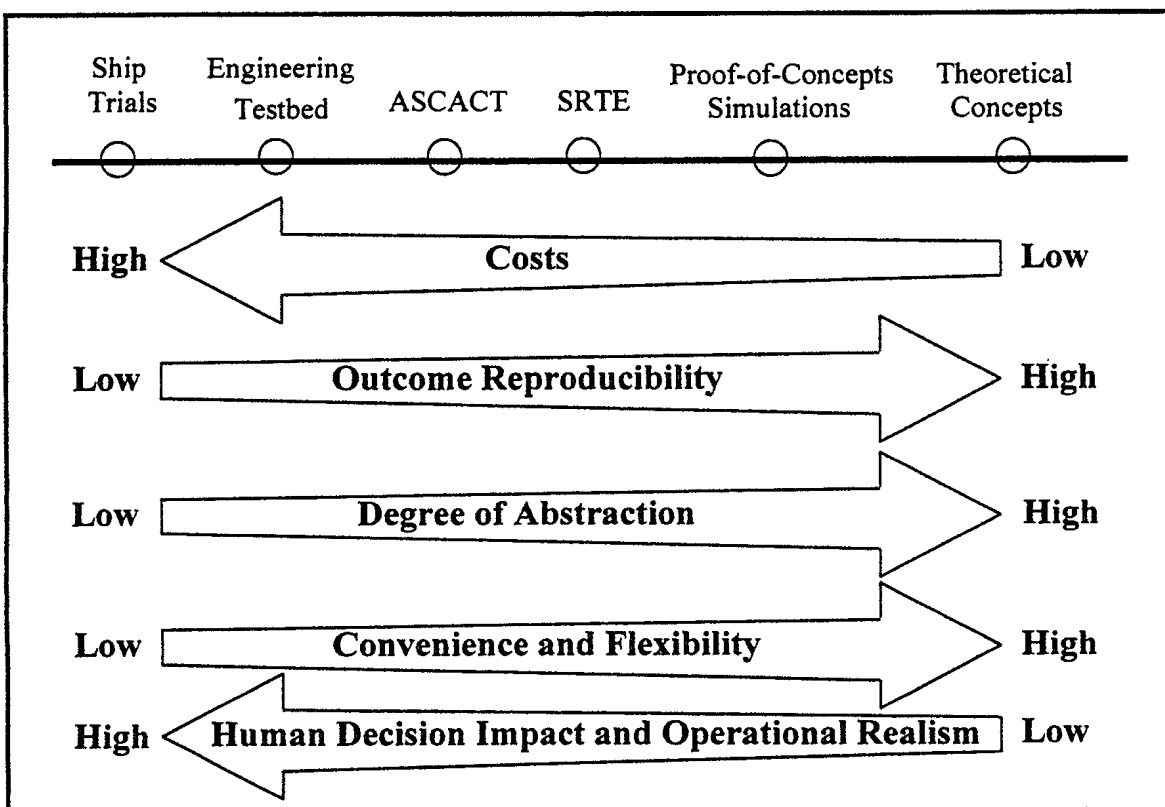 Ship
Trials
Engineering
Testbed
ASCACT
SRTE
Proof-of-Concepts
Simulations
Theoretical
Concepts
High Costs Low
Low Outcome Reproducibility High
Low Degree of Abstraction High
Low Convenience and Flexibility High
High Human Decision Impact and Operational Realism Low